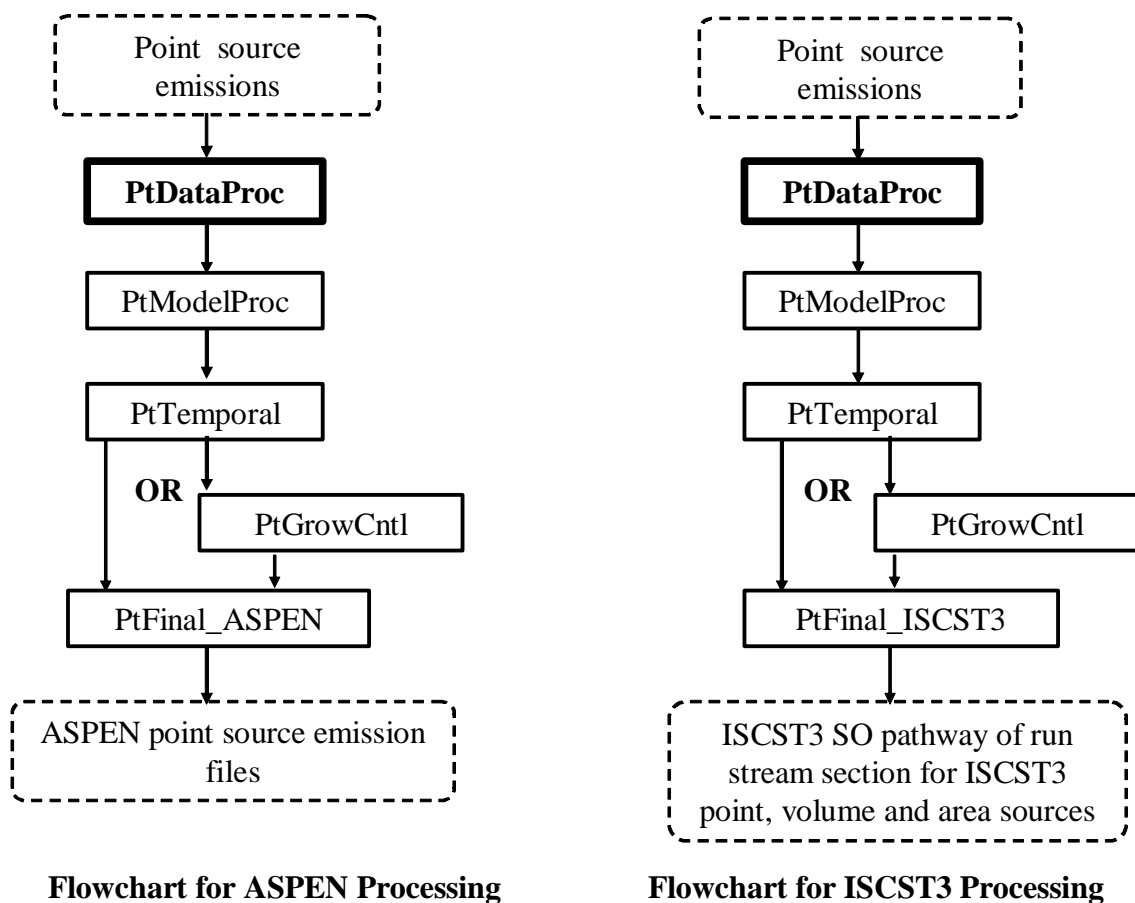 Point source
emissions
PtDataProc
PtModelProc
PtTemporal
OR
PtGrowCntl
PtFinal_ASPEN
ASPEN point source emission
files
Flowchart for ASPEN Processing
Point source
emissions
PtDataProc
PtModelProc
PtTemporal
OR
PtGrowCntl
PtFinal_ISCST3
ISCST3 SO pathway of run
stream section for ISCST3
point, volume and area sources
Flowchart for ISCST3 Processing